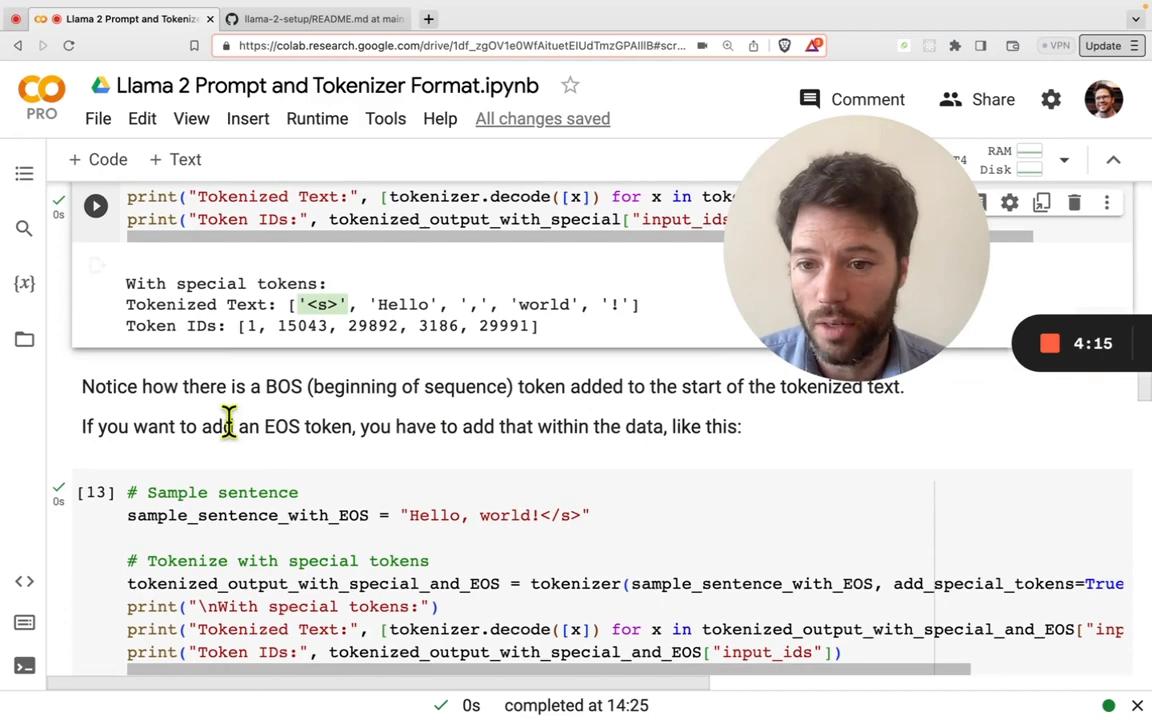 Llama 2 Prompt and Tokenize
llama-2-setup/README.md at main
https://colab.research.google.com/drive/1df_zgOV1e0WfAituetEIUdTmzGPAIIlB#scr...
VPN
Update
PRO
Llama 2 Prompt and Tokenizer Format.ipynb
File Edit View Insert Runtime Tools Help All changes saved
Comment
Share
+ Code + Text
T4
RAM
Disk
0s
print("Tokenized Text:", [tokenizer.decode([x]) for x in tok
print("Token IDs:", tokenized_output_with_special["input_ids
With special tokens:
Tokenized Text: ['<s>', 'Hello', ',', 'world', '!']
Token IDs: [1, 15043, 29892, 3186, 29991]
4:15
Notice how there is a BOS (beginning of sequence) token added to the start of the tokenized text.
If you want to add an EOS token, you have to add that within the data, like this:
[13] # Sample sentence
0s
sample_sentence_with_EOS = "Hello, world!</s>"
# Tokenize with special tokens
tokenized_output_with_special_and_EOS = tokenizer(sample_sentence_with_EOS, add_special_tokens=True
print("\nWith special tokens:")
print("Tokenized Text:", [tokenizer.decode([x]) for x in tokenized_output_with_special_and_EOS["inp
print("Token IDs:", tokenized_output_with_special_and_EOS["input_ids"])
0s completed at 14:25